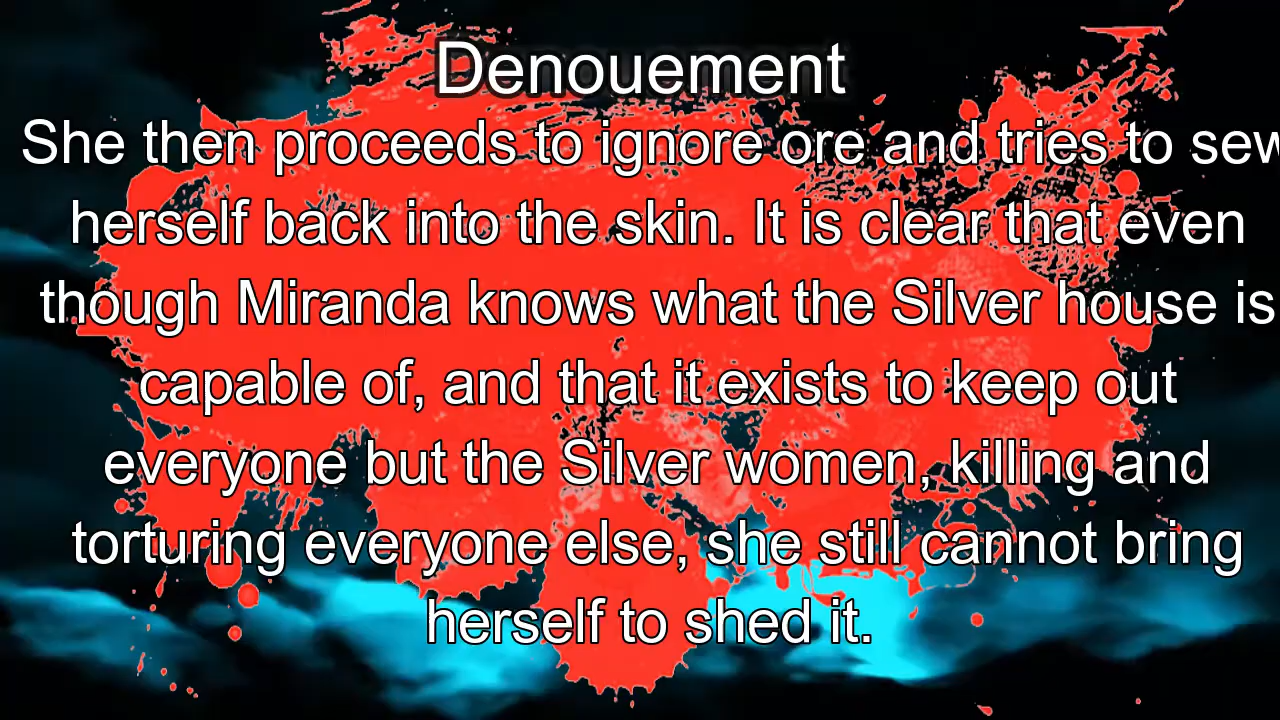 Denouement
She then proceeds to ignore ore and tries to sew
herself back into the skin. It is clear that even
though Miranda knows what the Silver house is
capable of, and that it exists to keep out
everyone but the Silver women, killing and
torturing everyone else, she still cannot bring
herself to shed it.